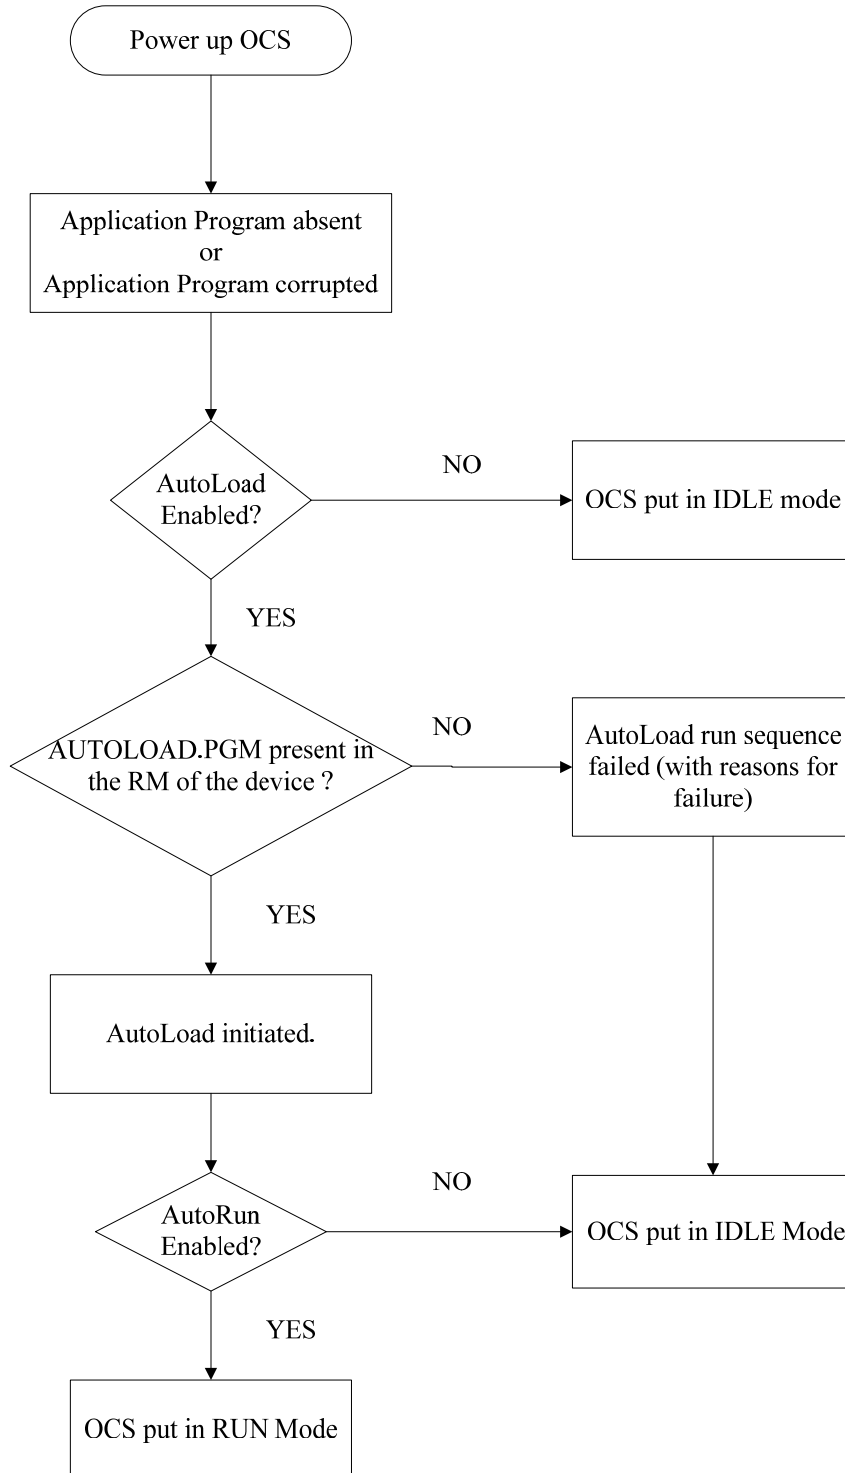 Power up OCS
Application Program absent
or
Application Program corrupted
AutoLoad
Enabled?
NO
OCS put in IDLE mode
YES
AUTOLOAD.PGM present in
the RM of the device ?
NO
AutoLoad run sequence
failed (with reasons for
failure)
YES
AutoLoad initiated.
AutoRun
Enabled?
NO
OCS put in IDLE Mode
YES
OCS put in RUN Mode